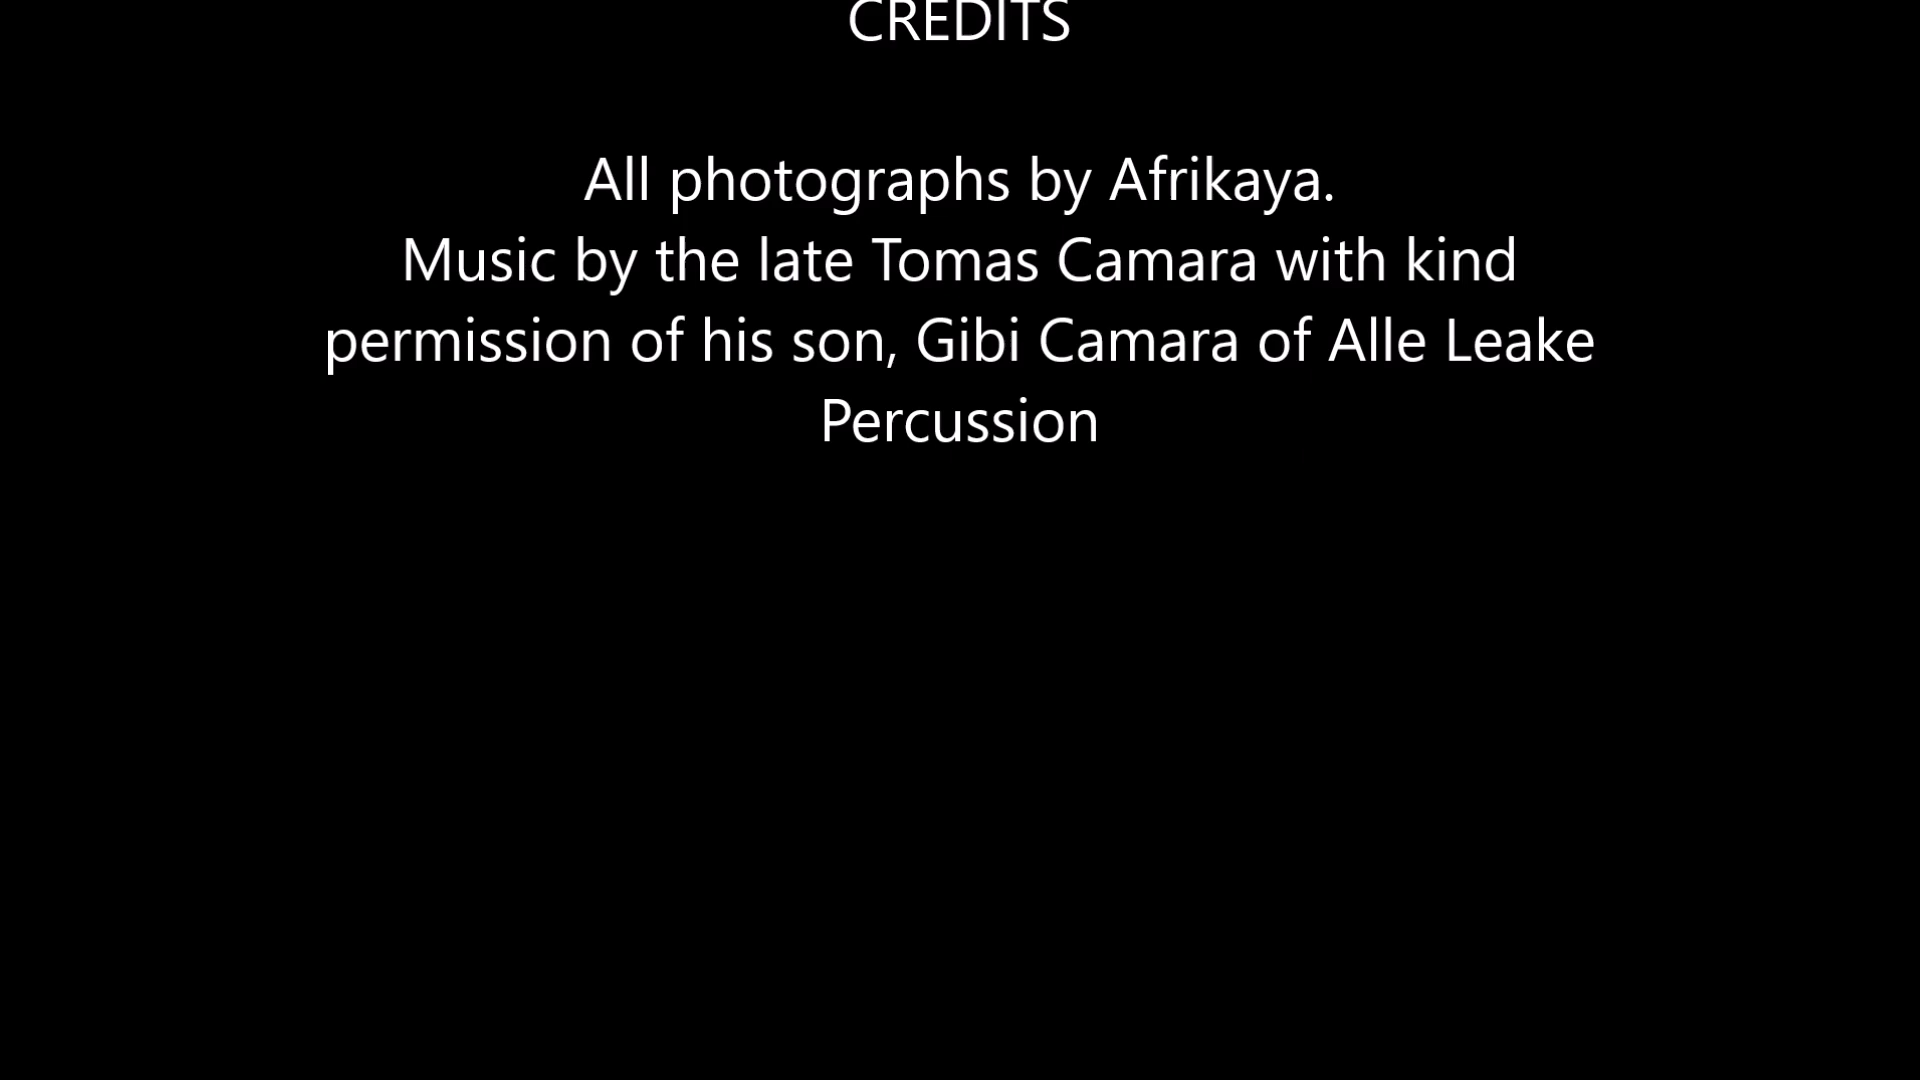 CREDITS
All photographs by Afrikaya.
Music by the late Tomas Camara with kind
permission of his son, Gibi Camara of Alle Leake
Percussion